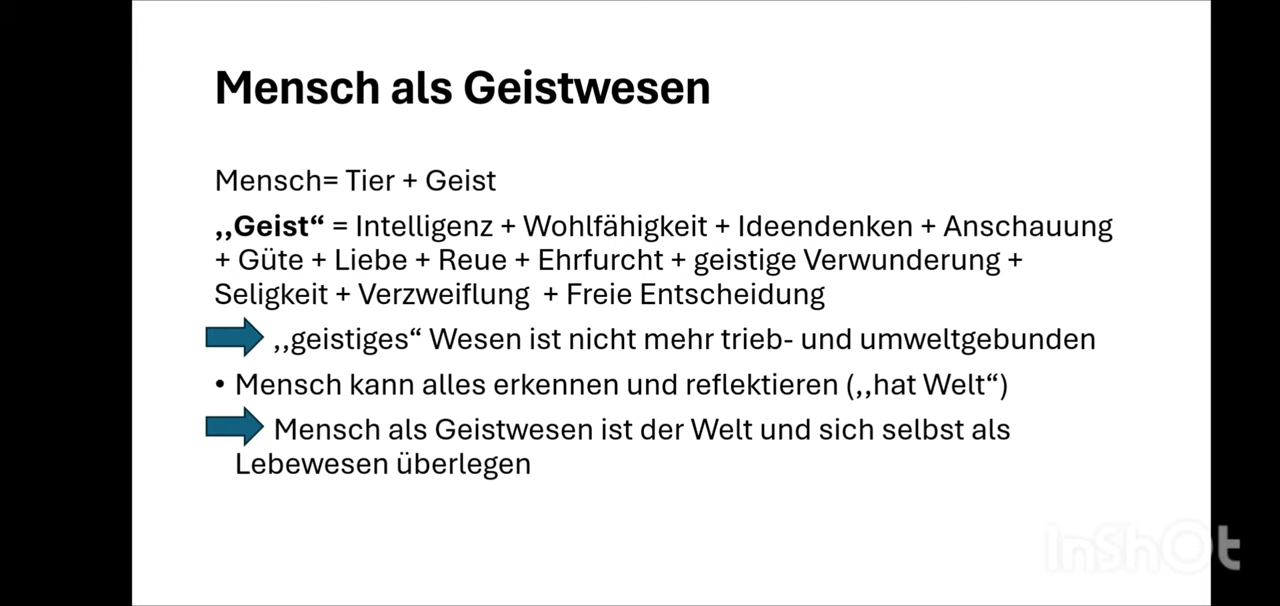 Mensch als Geistwesen
Mensch= Tier + Geist
,,Geist“ = Intelligenz + Wohlfähigkeit + Ideendenken + Anschauung
+ Güte + Liebe + Reue + Ehrfurcht + geistige Verwunderung +
Seligkeit + Verzweiflung + Freie Entscheidung
,,geistiges“ Wesen ist nicht mehr trieb- und umweltgebunden
• Mensch kann alles erkennen und reflektieren (,,hat Welt“)
Mensch als Geistwesen ist der Welt und sich selbst als
Lebewesen überlegen
InShOt